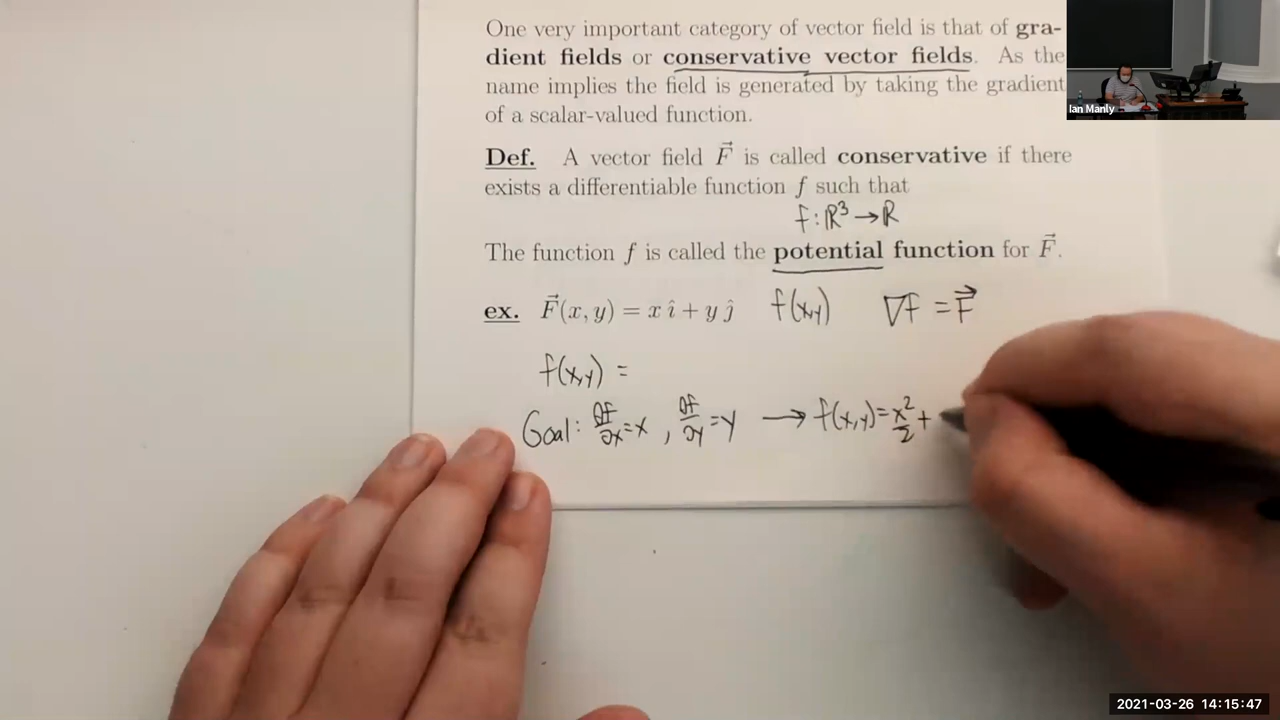 One very important category of vector field is that of gra-
dient fields or conservative vector fields. As the
name implies the field is generated by taking the gradient
of a scalar-valued function.
Ian Manly
Def. A vector field F⃗ is called conservative if there
exists a differentiable function f such that
f: ℝ³ → ℝ
The function f is called the potential function for F⃗.
ex. F⃗(x, y) = x î + y ĵ f(x,y) ∇f = F⃗
f(x,y) =
Goal: ∂f/∂x = x , ∂f/∂y = y → f(x,y) = x²/2 +
2021-03-26 14:15:47